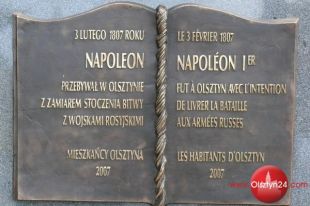 3 LUTEGO 1807 ROKU
NAPOLEON
PRZEBYWAŁ W OLSZTYNIE
Z ZAMIAREM STOCZENIA BITWY
Z WOJSKAMI ROSYJSKIMI
MIESZKAŃCY OLSZTYNA
2007
LE 3 FÉVRIER 1807
NAPOLÉON IER
FUT À OLSZTYN AVEC L'INTENTION
DE LIVRER LA BATAILLE
AUX ARMÉES RUSSES
LES HABITANTS D'OLSZTYN
2007
www.Olsztyn24.com